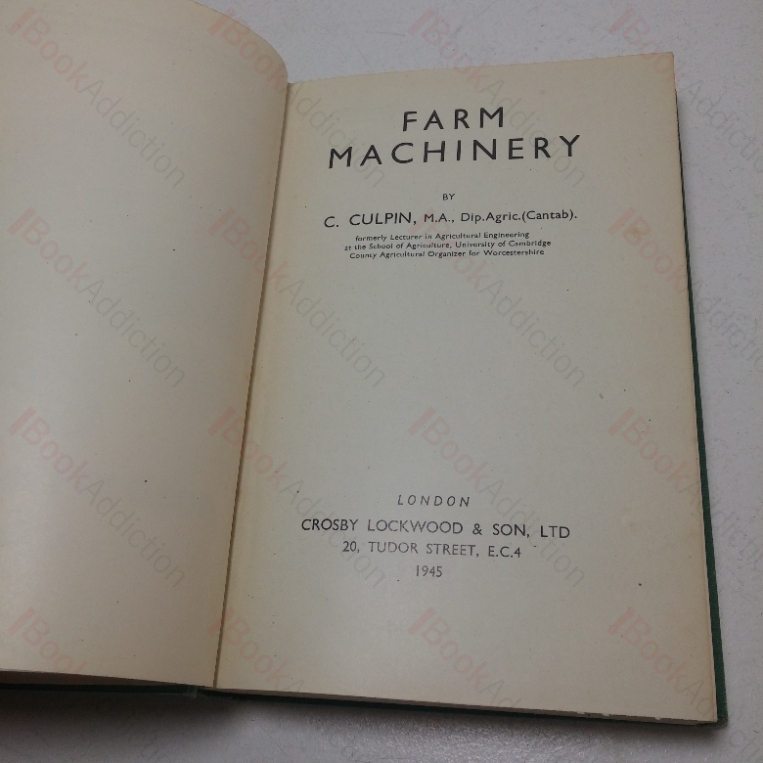 FARM
MACHINERY
BY
C. CULPIN, M.A., Dip.Agric.(Cantab).
formerly Lecturer in Agricultural Engineering
at the School of Agriculture, University of Cambridge
County Agricultural Organizer for Worcestershire
LONDON
CROSBY LOCKWOOD & SON, LTD
20, TUDOR STREET, E.C.4
1945
BookAddiction